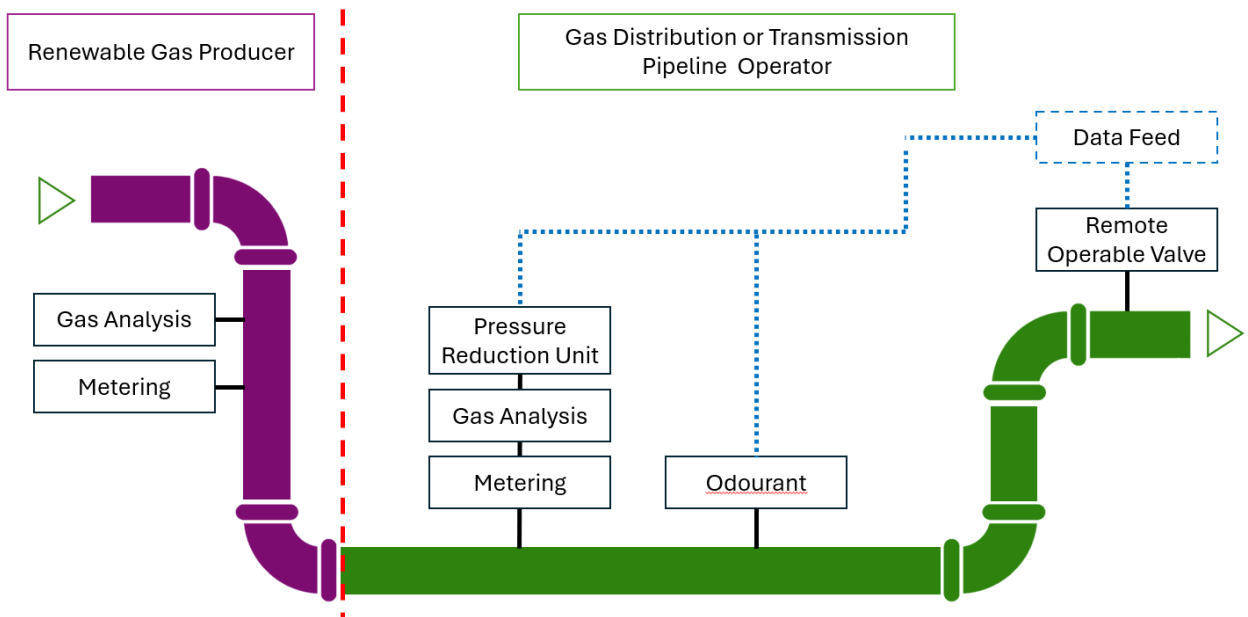 Renewable Gas Producer
Gas Distribution or Transmission
Pipeline Operator
Data Feed
Remote
Operable Valve
Gas Analysis
Metering
Pressure
Reduction Unit
Gas Analysis
Metering
Odourant